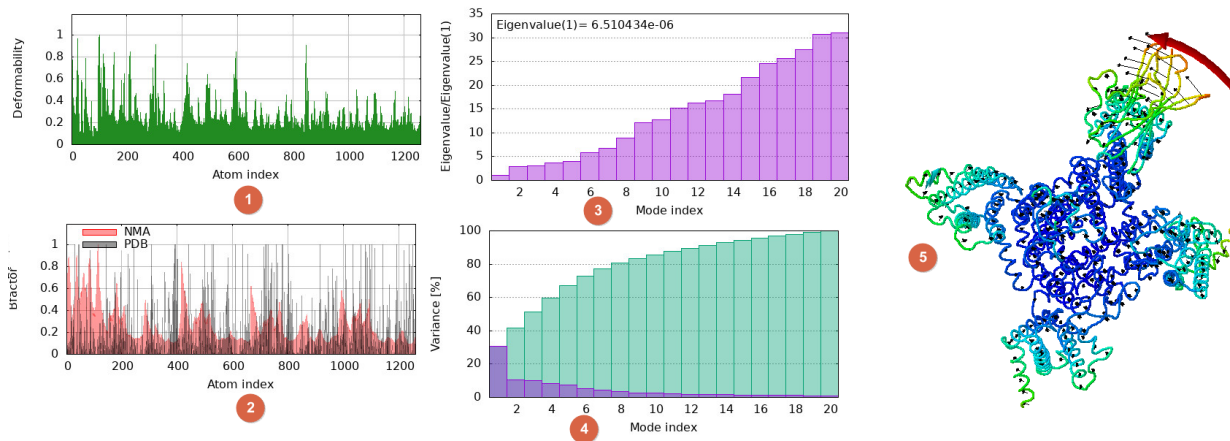 Deformability
1
0.8
0.6
0.4
0.2
0
0 200 400 600 800 1000 1200
Atom index
1
NMA
PDB
1
0.8
0.6
0.4
0.2
0
0 200 400 600 800 1000 1200
Atom index
2
Eigenvalue(1)= 6.510434e-06
Eigenvalue/Eigenvalue(1)
35
30
25
20
15
10
5
0
2 4 6 8 10 12 14 16 18 20
Mode index
3
Variance [%]
100
80
60
40
20
0
2 4 6 8 10 12 14 16 18 20
Mode index
4
5